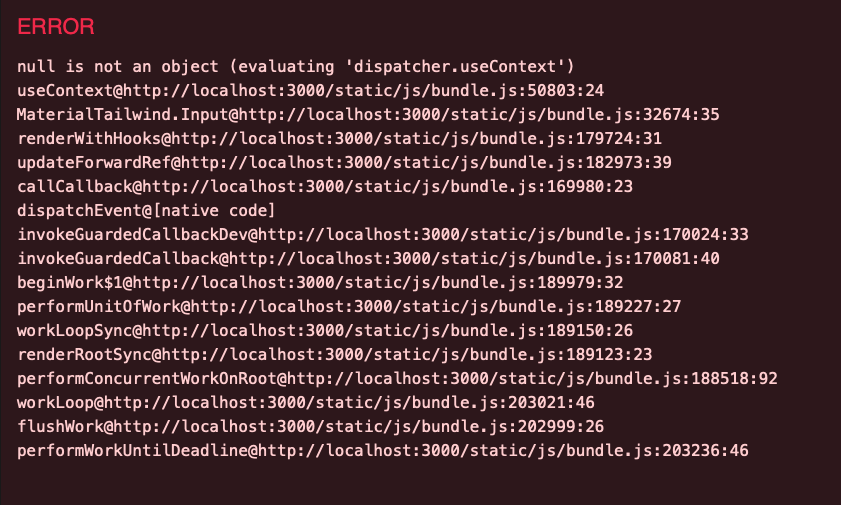 ERROR
null is not an object (evaluating 'dispatcher.useContext')
useContext@http://localhost:3000/static/js/bundle.js:50803:24
MaterialTailwind.Input@http://localhost:3000/static/js/bundle.js:32674:35
renderWithHooks@http://localhost:3000/static/js/bundle.js:179724:31
updateForwardRef@http://localhost:3000/static/js/bundle.js:182973:39
callCallback@http://localhost:3000/static/js/bundle.js:169980:23
dispatchEvent@[native code]
invokeGuardedCallbackDev@http://localhost:3000/static/js/bundle.js:170024:33
invokeGuardedCallback@http://localhost:3000/static/js/bundle.js:170081:40
beginWork$1@http://localhost:3000/static/js/bundle.js:189979:32
performUnitOfWork@http://localhost:3000/static/js/bundle.js:189227:27
workLoopSync@http://localhost:3000/static/js/bundle.js:189150:26
renderRootSync@http://localhost:3000/static/js/bundle.js:189123:23
performConcurrentWorkOnRoot@http://localhost:3000/static/js/bundle.js:188518:92
workLoop@http://localhost:3000/static/js/bundle.js:203021:46
flushWork@http://localhost:3000/static/js/bundle.js:202999:26
performWorkUntilDeadline@http://localhost:3000/static/js/bundle.js:203236:46